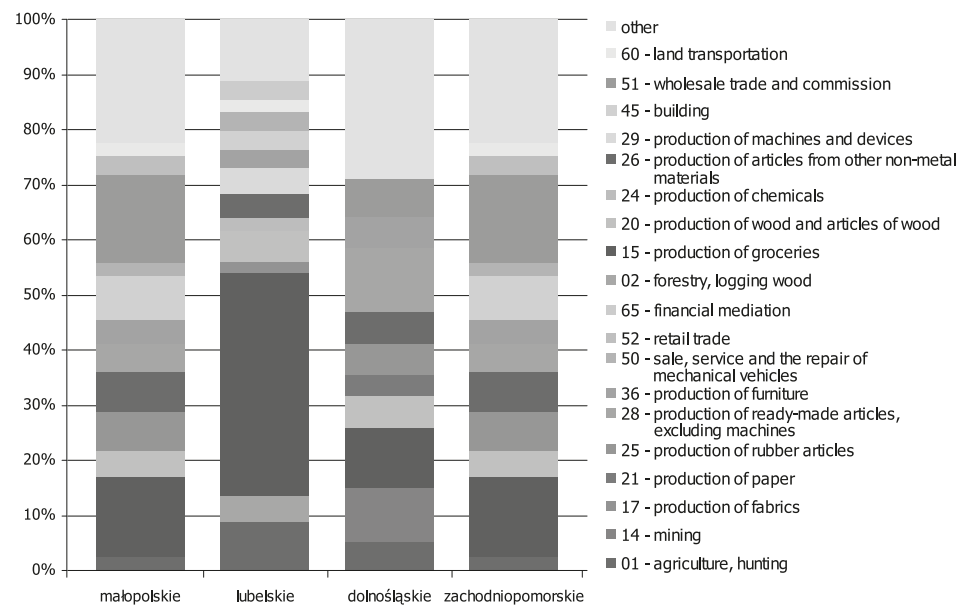 100%
90%
80%
70%
60%
50%
40%
30%
20%
10%
0%
małopolskie
lubelskie
dolnośląskie
zachodniopomorskie
other
60 - land transportation
51 - wholesale trade and commission
45 - building
29 - production of machines and devices
26 - production of articles from other non-metal
materials
24 - production of chemicals
20 - production of wood and articles of wood
15 - production of groceries
02 - forestry, logging wood
65 - financial mediation
52 - retail trade
50 - sale, service and the repair of
mechanical vehicles
36 - production of furniture
28 - production of ready-made articles,
excluding machines
25 - production of rubber articles
21 - production of paper
17 - production of fabrics
14 - mining
01 - agriculture, hunting